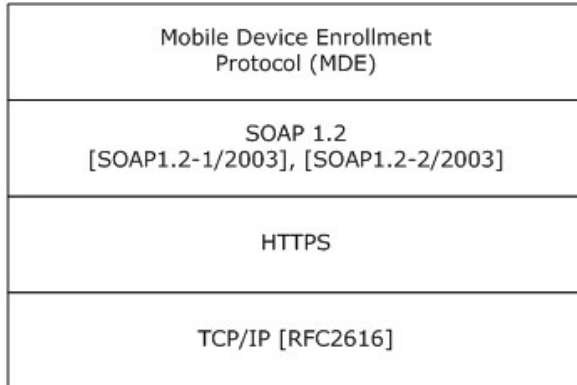 Mobile Device Enrollment
Protocol (MDE)
SOAP 1.2
[SOAP1.2-1/2003], [SOAP1.2-2/2003]
HTTPS
TCP/IP [RFC2616]